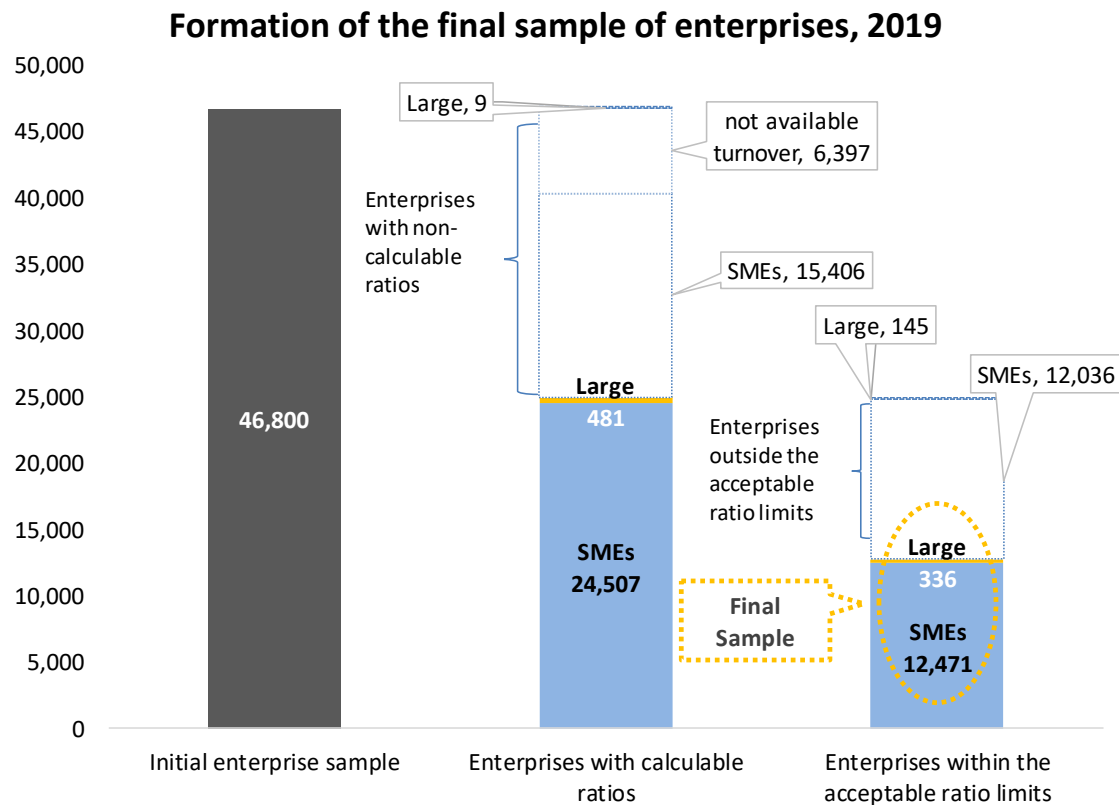 Formation of the final sample of enterprises, 2019
50,000
45,000
40,000
35,000
30,000
25,000
20,000
15,000
10,000
5,000
0
46,800
Large, 9
not available
turnover, 6,397
Enterprises
with non-
calculable
ratios
SMEs, 15,406
Large
481
SMEs
24,507
Large, 145
SMEs, 12,036
Enterprises
outside the
acceptable
ratio limits
Large
336
SMEs
12,471
Final
Sample
Initial enterprise sample
Enterprises with calculable
ratios
Enterprises within the
acceptable ratio limits